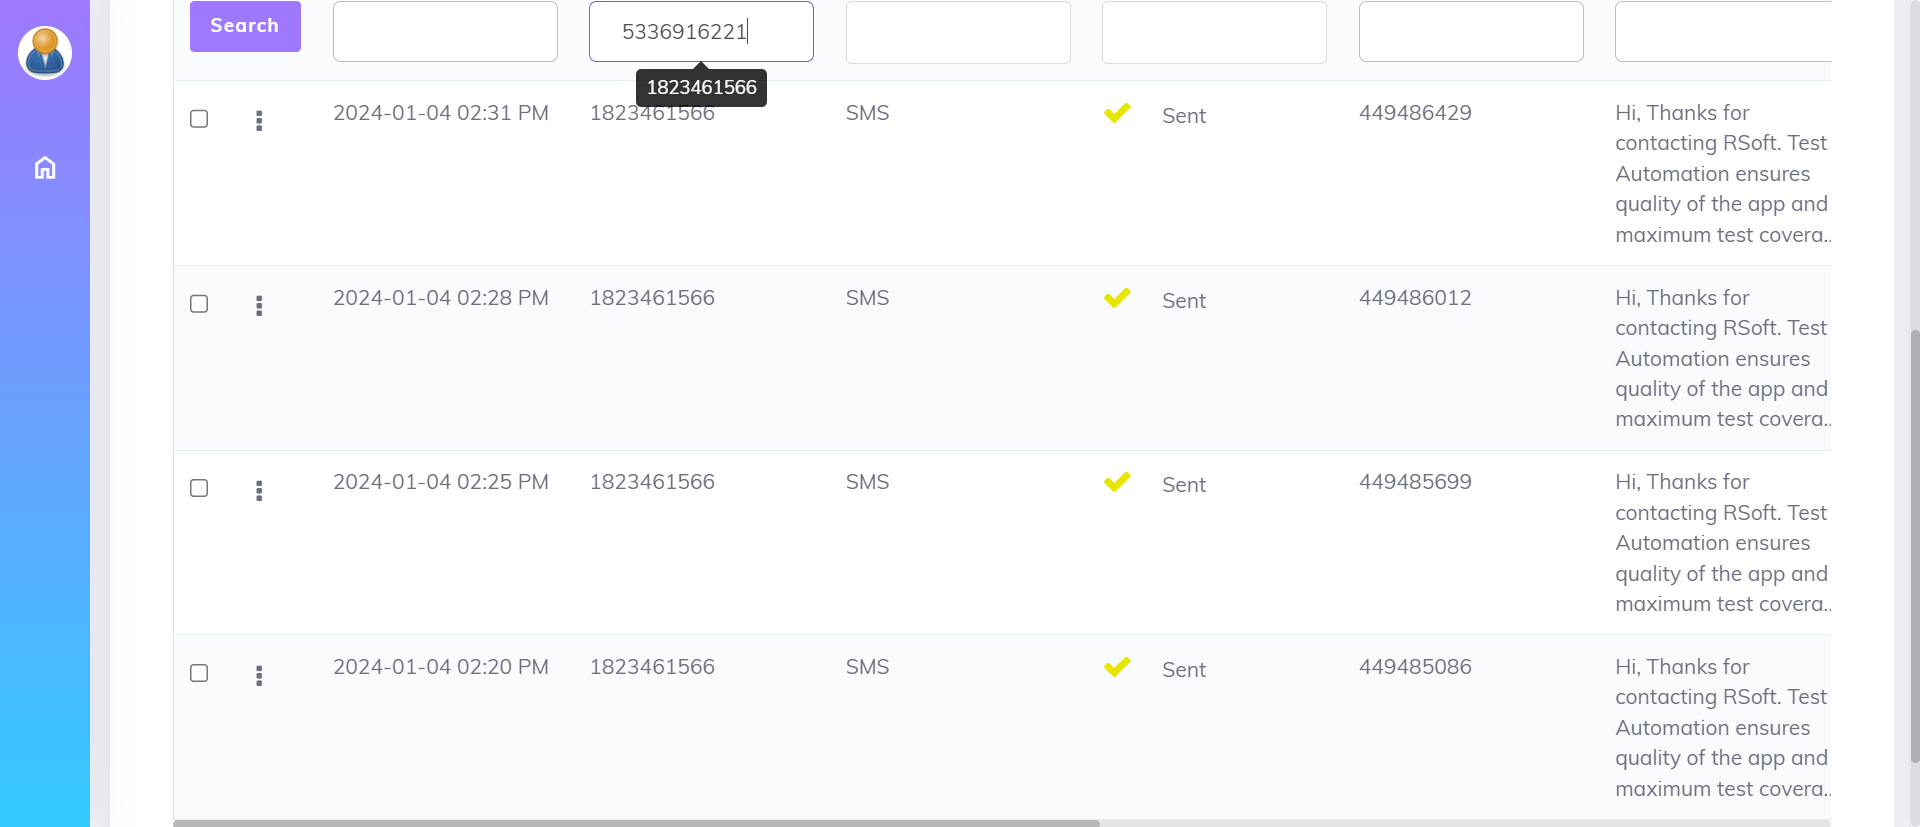 Search
5336916221
1823461566
2024-01-04 02:31 PM 1823461566 SMS Sent 449486429 Hi, Thanks for
contacting RSoft. Test
Automation ensures
quality of the app and
maximum test covera..
2024-01-04 02:28 PM 1823461566 SMS Sent 449486012 Hi, Thanks for
contacting RSoft. Test
Automation ensures
quality of the app and
maximum test covera..
2024-01-04 02:25 PM 1823461566 SMS Sent 449485699 Hi, Thanks for
contacting RSoft. Test
Automation ensures
quality of the app and
maximum test covera..
2024-01-04 02:20 PM 1823461566 SMS Sent 449485086 Hi, Thanks for
contacting RSoft. Test
Automation ensures
quality of the app and
maximum test covera..